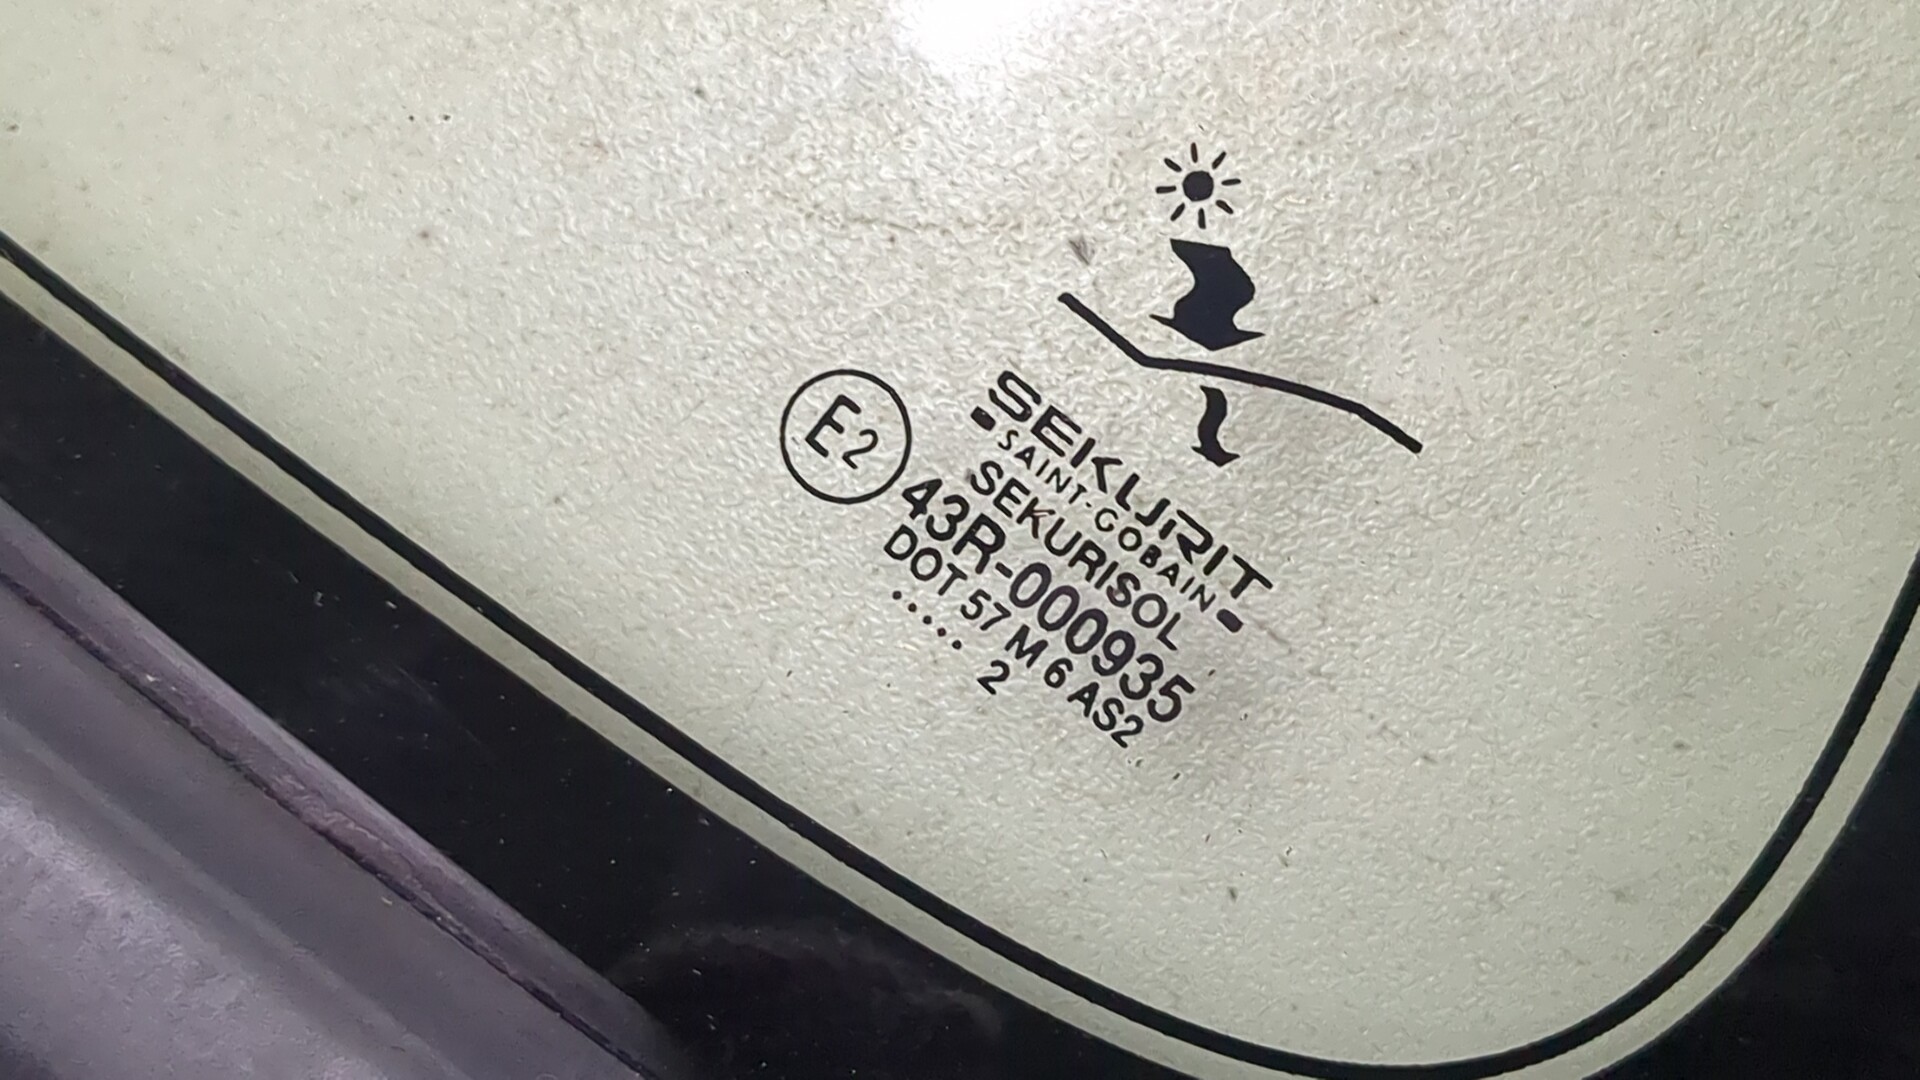 SEKURIT
SAINT-GOBAIN
SEKURISOL
E2 43R-000935
DOT 57 M 6 AS2
..... 2